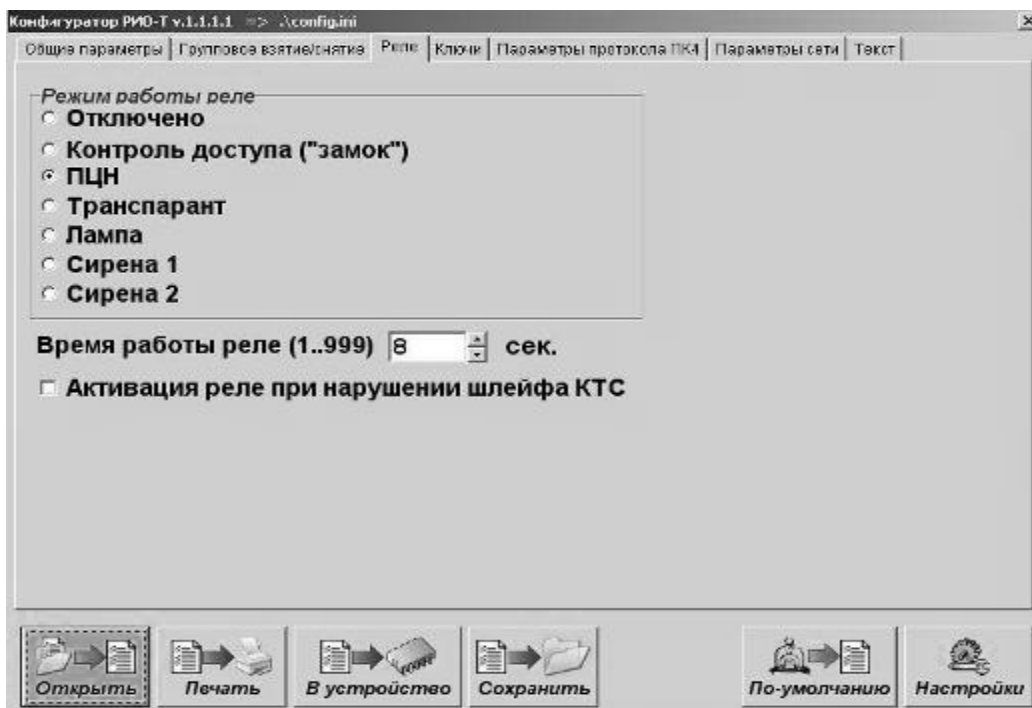 Конфигуратор РИО-Т v.1.1.1.1 => .\config.ini
Общие параметры Групповое взятие/снятие Реле Ключи Параметры протокола ПК4 Параметры сети Текст
Режим работы реле
Отключено
Контроль доступа ("замок")
ПЦН
Транспарант
Лампа
Сирена 1
Сирена 2
Время работы реле (1..999) 8 сек.
Активация реле при нарушении шлейфа КТС
Открыть Печать В устройство Сохранить По-умолчанию Настройки